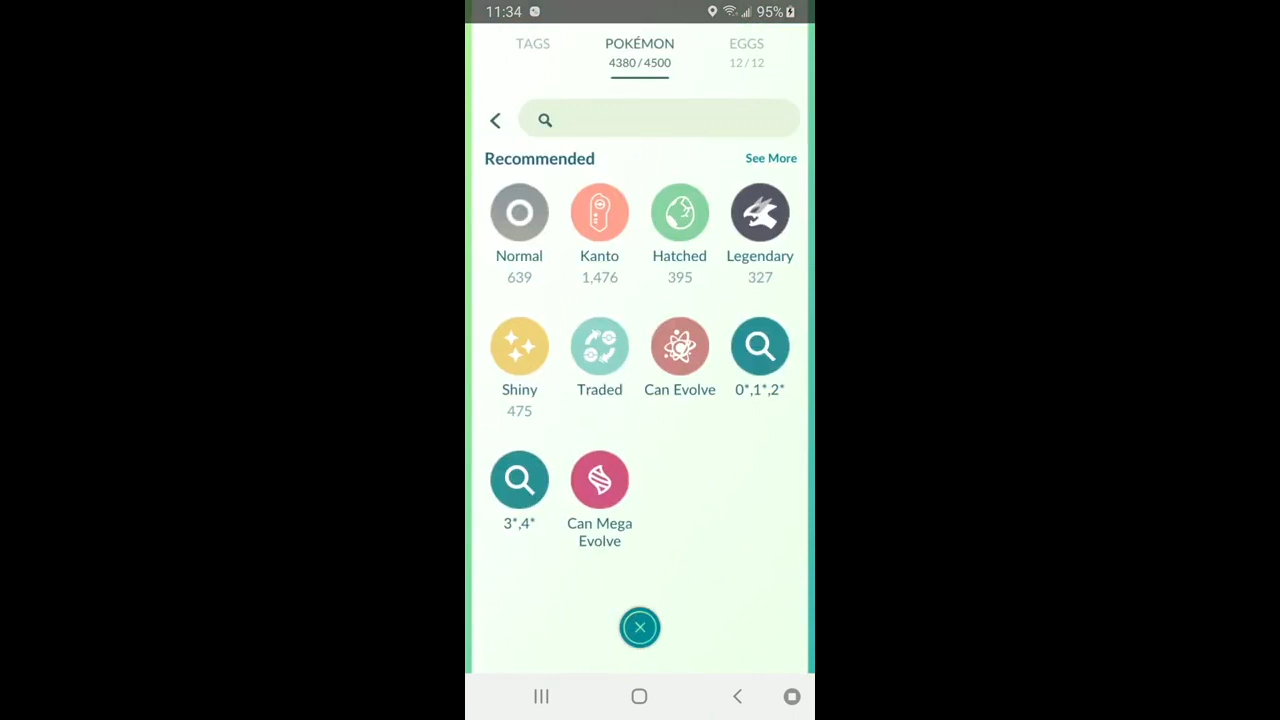 11:34 95%
TAGS POKÉMON EGGS
4380 / 4500 12 / 12
Recommended See More
Normal Kanto Hatched Legendary
639 1,476 395 327
Shiny Traded Can Evolve 0*,1*,2*
475
3*,4* Can Mega
Evolve